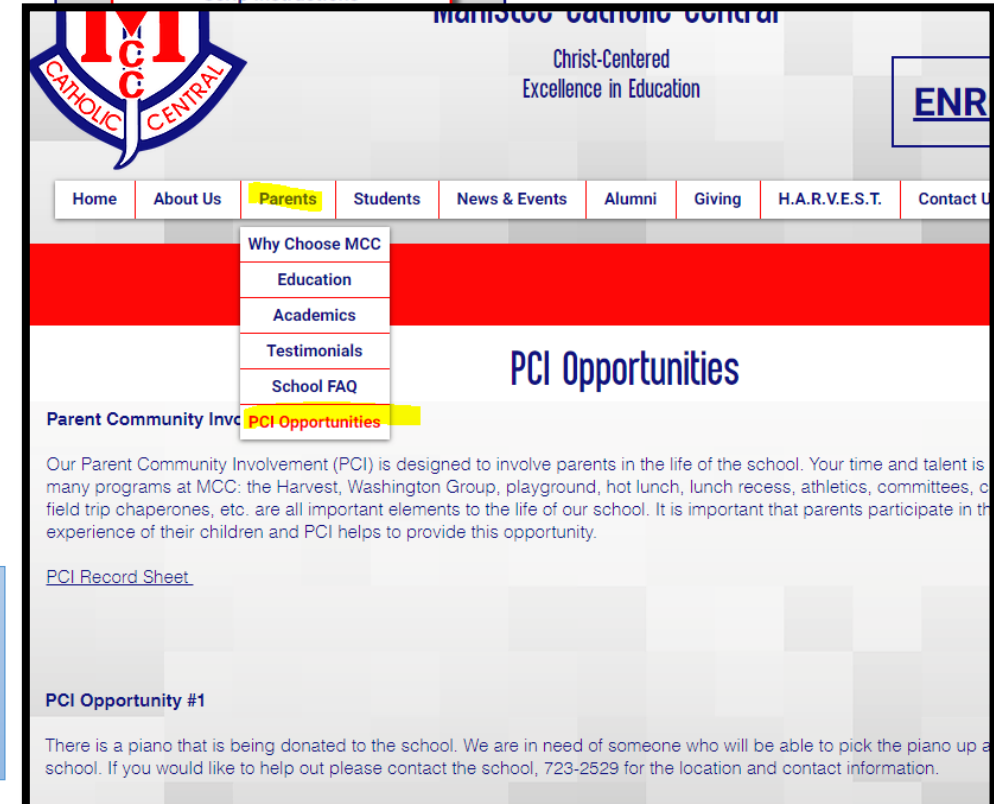 Manistee Catholic Central
MCC
CATHOLIC CENTRAL
Christ-Centered
Excellence in Education
ENR
Home About Us Parents Students News & Events Alumni Giving H.A.R.V.E.S.T. Contact U
Why Choose MCC
Education
Academics
Testimonials
School FAQ
PCI Opportunities
PCI Opportunities
Parent Community Invo
Our Parent Community Involvement (PCI) is designed to involve parents in the life of the school. Your time and talent is
many programs at MCC: the Harvest, Washington Group, playground, hot lunch, lunch recess, athletics, committees, c
field trip chaperones, etc. are all important elements to the life of our school. It is important that parents participate in th
experience of their children and PCI helps to provide this opportunity.
PCI Record Sheet
PCI Opportunity #1
There is a piano that is being donated to the school. We are in need of someone who will be able to pick the piano up a
school. If you would like to help out please contact the school, 723-2529 for the location and contact information.